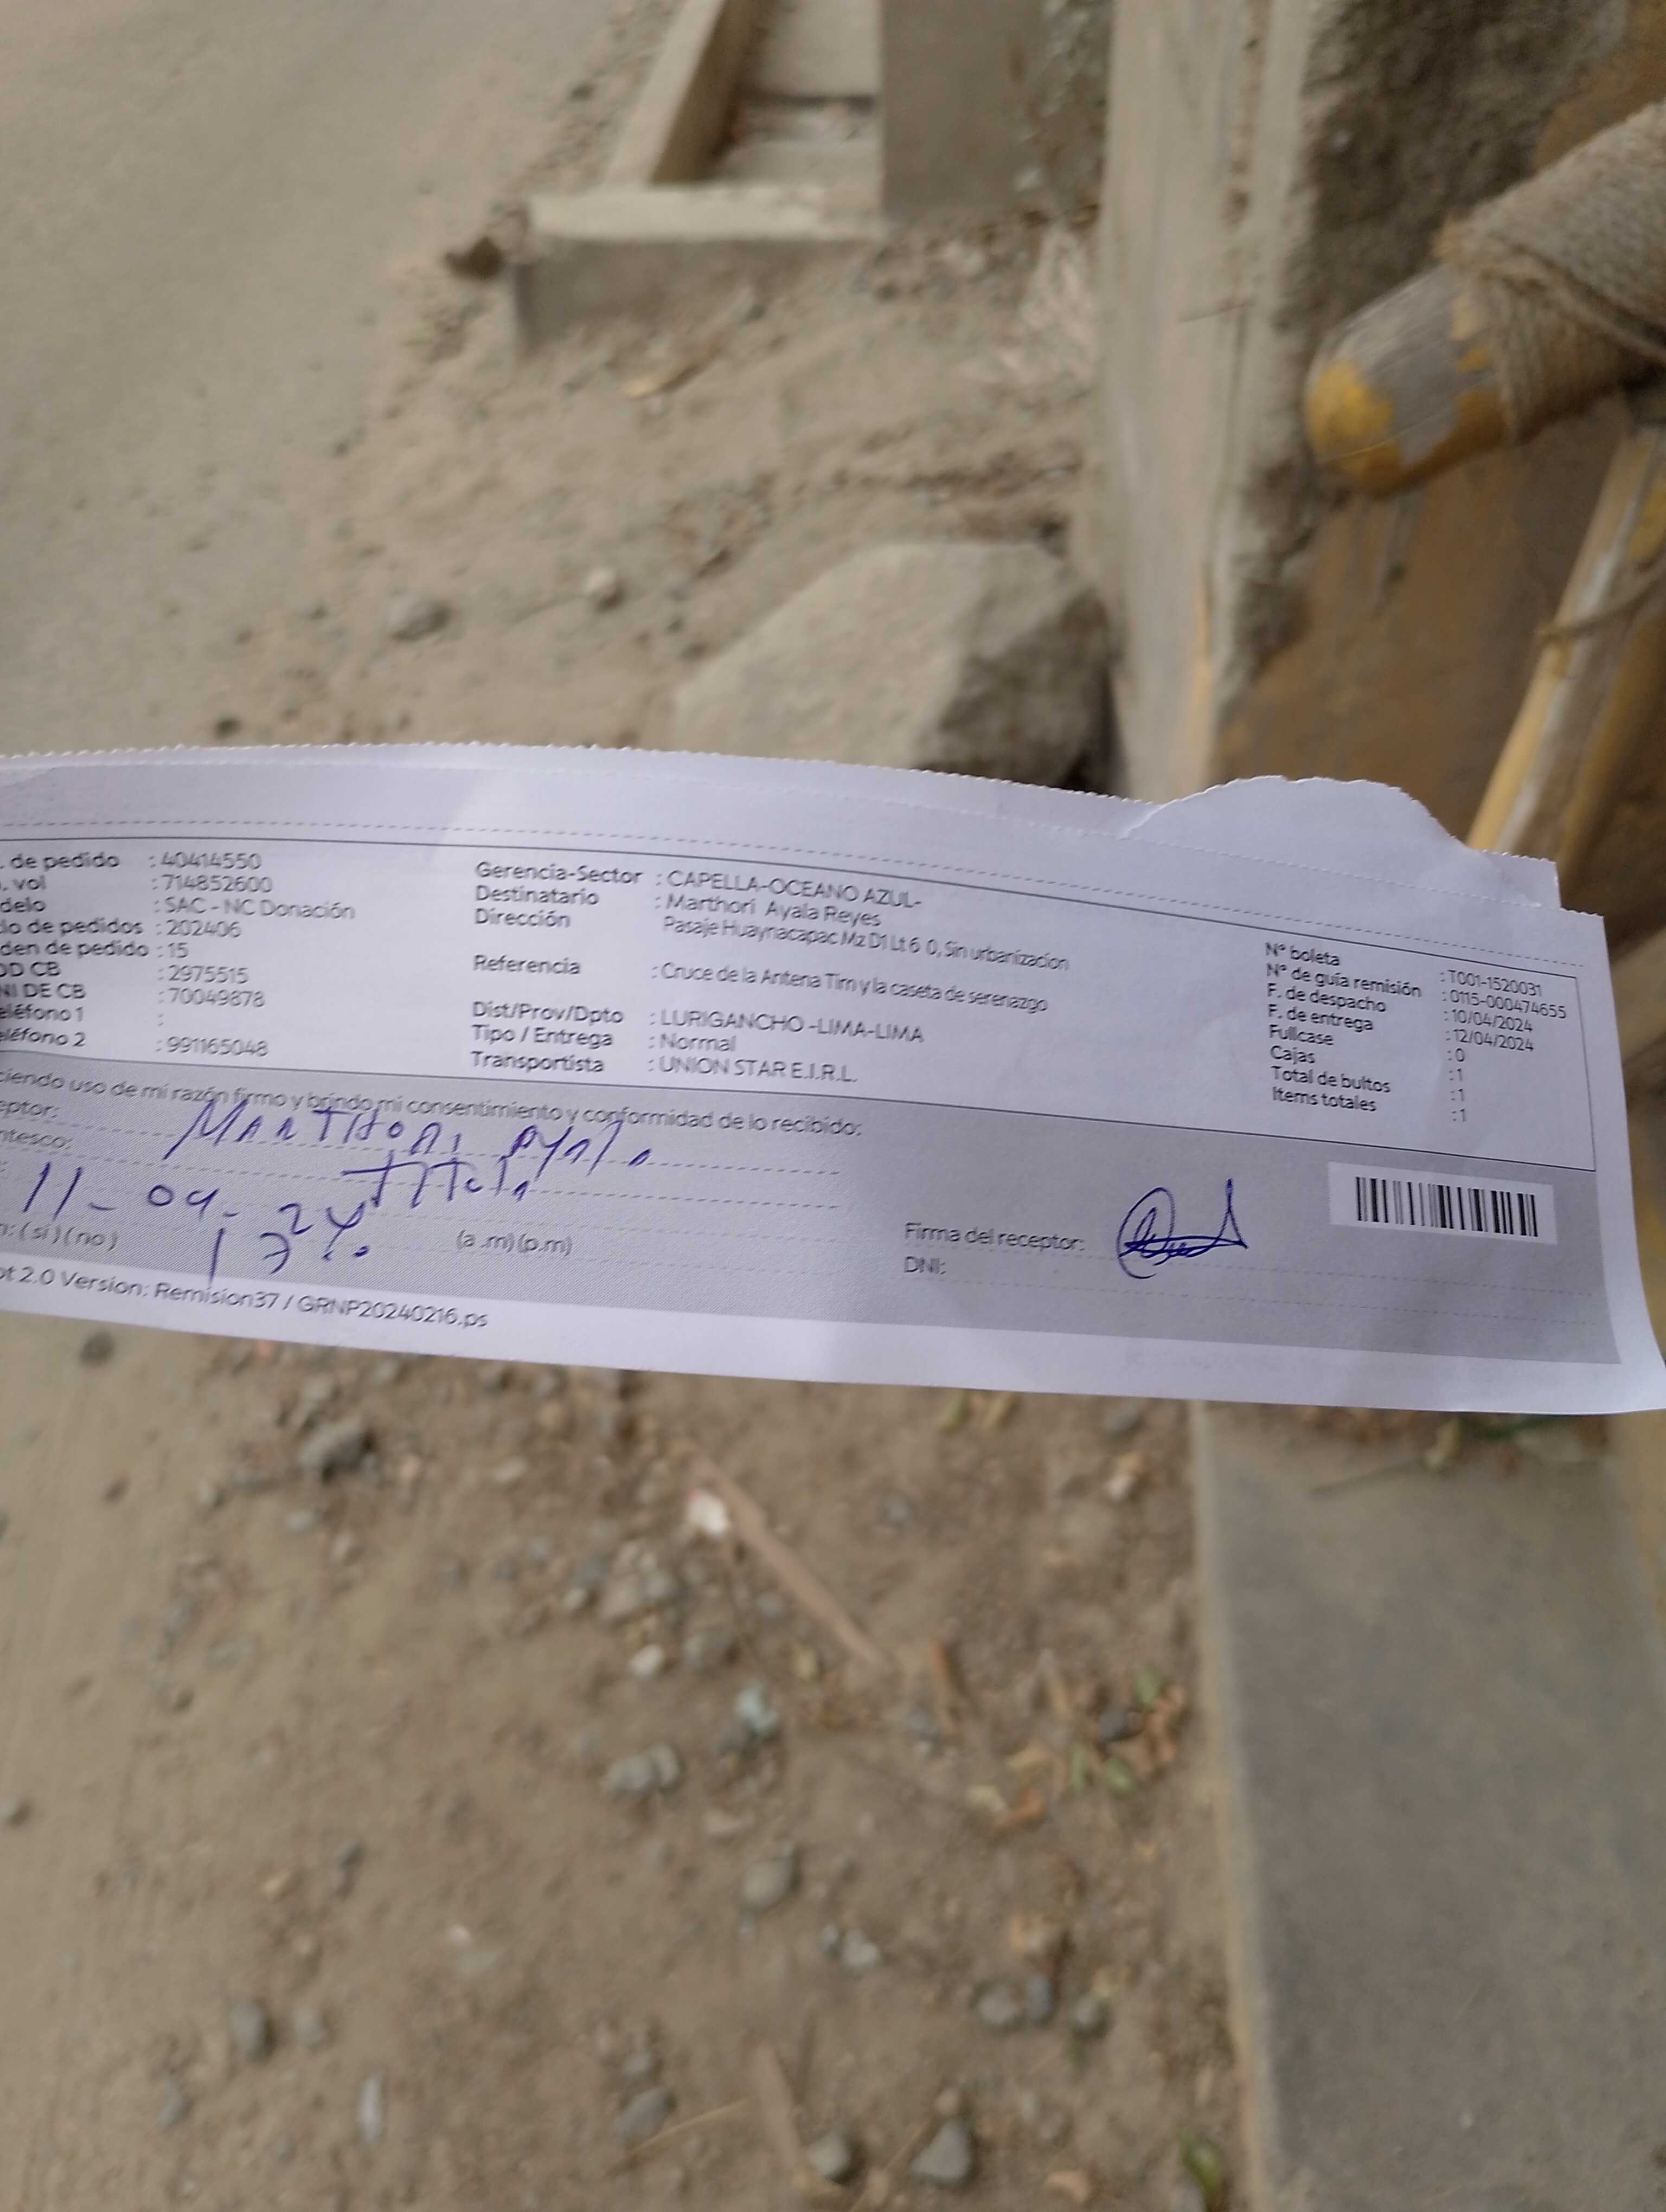 . de pedido : 40414550
. vol : 714852600
delo : SAC - NC Donación
lo de pedidos : 202406
den de pedido : 15
OD CB : 2975515
NI DE CB : 70049878
eléfono 1 :
eléfono 2 : 991165048
Gerencia-Sector : CAPELLA-OCEANO AZUL-
Destinatario : Marthori Ayala Reyes
Dirección Pasaje Huaynacapac Mz D1 Lt 6 0, Sin urbanizacion
Referencia : Cruce de la Antena Tim y la caseta de serenazgo
Dist/Prov/Dpto : LURIGANCHO -LIMA-LIMA
Tipo / Entrega : Normal
Transportista : UNION STAR E.I.R.L.
N° boleta : T001-1520031
N° de guía remisión : 0115-000474655
F. de despacho : 10/04/2024
F. de entrega : 12/04/2024
Fullcase : 0
Cajas : 1
Total de bultos : 1
Items totales : 1
ciendo uso de mi razón firmo y brindo mi consentimiento y conformidad de lo recibido:
eptor: MARTHORI Ayala
ntesco: TITULA
: 11-04-24
n: (si) (no) (a .m) (p.m)
Firma del receptor:
DNI:
ot 2.0 Version: Remision37 / GRNP20240216.ps